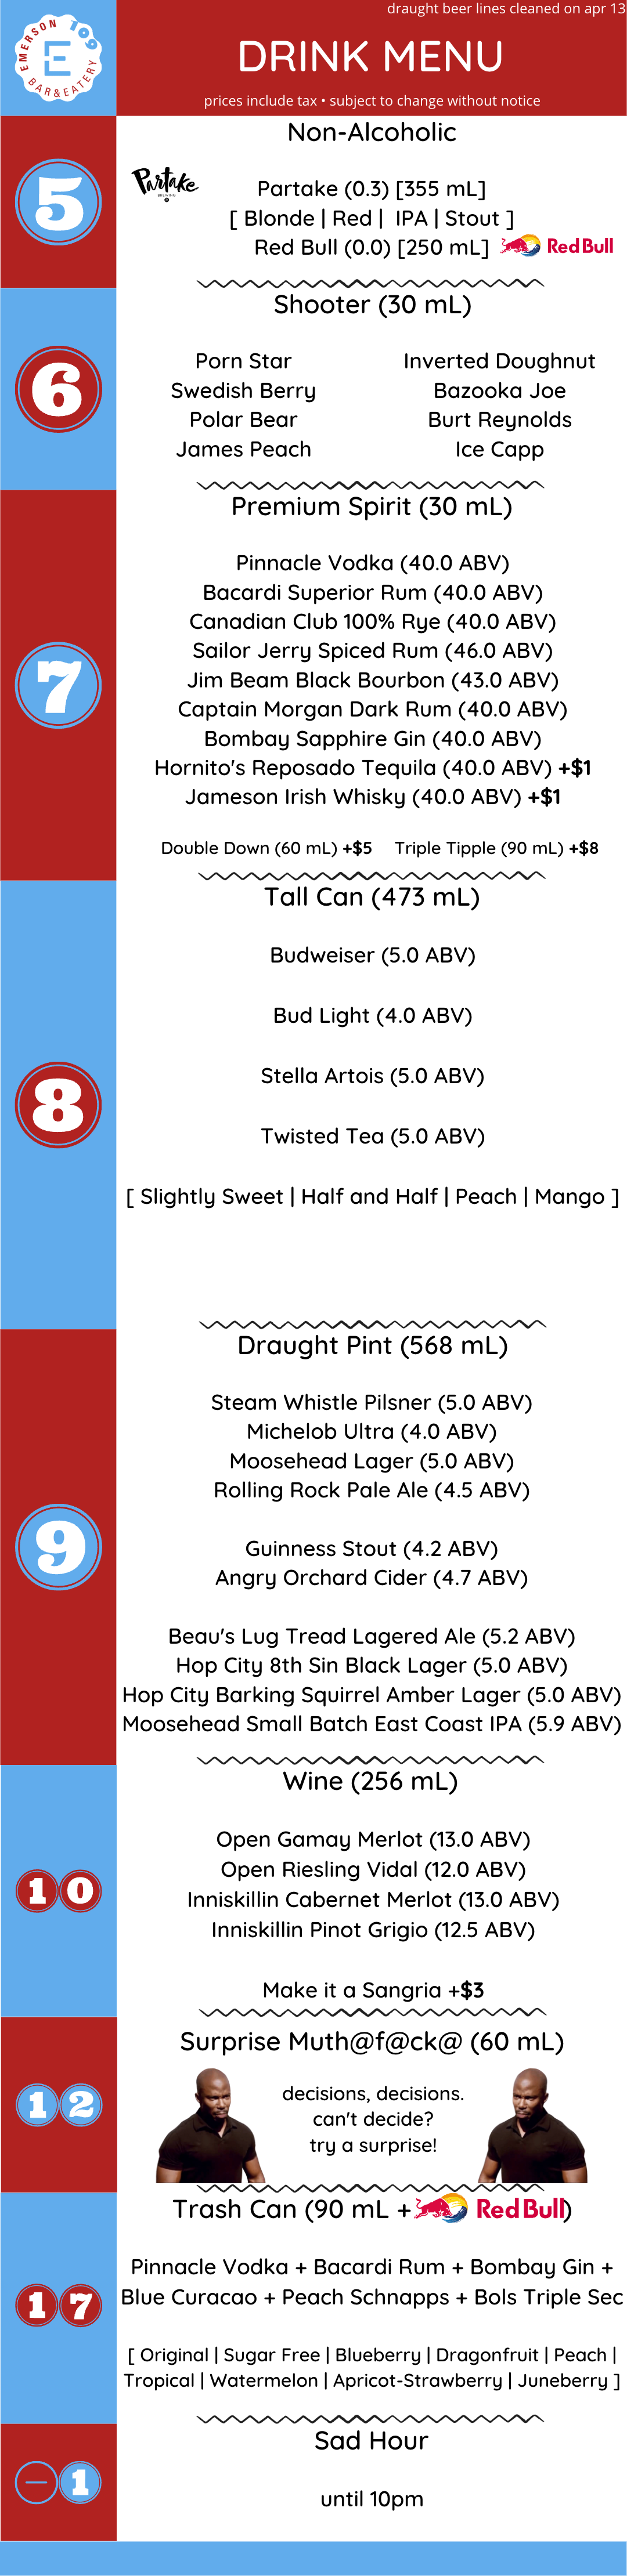 draught beer lines cleaned on apr 13
EMERSON TOO
E
BAR & EATERY
DRINK MENU
prices include tax • subject to change without notice
Non-Alcoholic
5
Partake
BREWING
Partake (0.3) [355 mL]
[ Blonde | Red | IPA | Stout ]
Red Bull (0.0) [250 mL] Red Bull
Shooter (30 mL)
6
Porn Star Inverted Doughnut
Swedish Berry Bazooka Joe
Polar Bear Burt Reynolds
James Peach Ice Capp
Premium Spirit (30 mL)
7
Pinnacle Vodka (40.0 ABV)
Bacardi Superior Rum (40.0 ABV)
Canadian Club 100% Rye (40.0 ABV)
Sailor Jerry Spiced Rum (46.0 ABV)
Jim Beam Black Bourbon (43.0 ABV)
Captain Morgan Dark Rum (40.0 ABV)
Bombay Sapphire Gin (40.0 ABV)
Hornito's Reposado Tequila (40.0 ABV) +$1
Jameson Irish Whisky (40.0 ABV) +$1
Double Down (60 mL) +$5 Triple Tipple (90 mL) +$8
Tall Can (473 mL)
8
Budweiser (5.0 ABV)
Bud Light (4.0 ABV)
Stella Artois (5.0 ABV)
Twisted Tea (5.0 ABV)
[ Slightly Sweet | Half and Half | Peach | Mango ]
Draught Pint (568 mL)
9
Steam Whistle Pilsner (5.0 ABV)
Michelob Ultra (4.0 ABV)
Moosehead Lager (5.0 ABV)
Rolling Rock Pale Ale (4.5 ABV)
Guinness Stout (4.2 ABV)
Angry Orchard Cider (4.7 ABV)
Beau's Lug Tread Lagered Ale (5.2 ABV)
Hop City 8th Sin Black Lager (5.0 ABV)
Hop City Barking Squirrel Amber Lager (5.0 ABV)
Moosehead Small Batch East Coast IPA (5.9 ABV)
Wine (256 mL)
10
Open Gamay Merlot (13.0 ABV)
Open Riesling Vidal (12.0 ABV)
Inniskillin Cabernet Merlot (13.0 ABV)
Inniskillin Pinot Grigio (12.5 ABV)
Make it a Sangria +$3
Surprise Muth@f@ck@ (60 mL)
12
decisions, decisions.
can't decide?
try a surprise!
Trash Can (90 mL + Red Bull)
17
Pinnacle Vodka + Bacardi Rum + Bombay Gin +
Blue Curacao + Peach Schnapps + Bols Triple Sec
[ Original | Sugar Free | Blueberry | Dragonfruit | Peach |
Tropical | Watermelon | Apricot-Strawberry | Juneberry ]
Sad Hour
-1
until 10pm